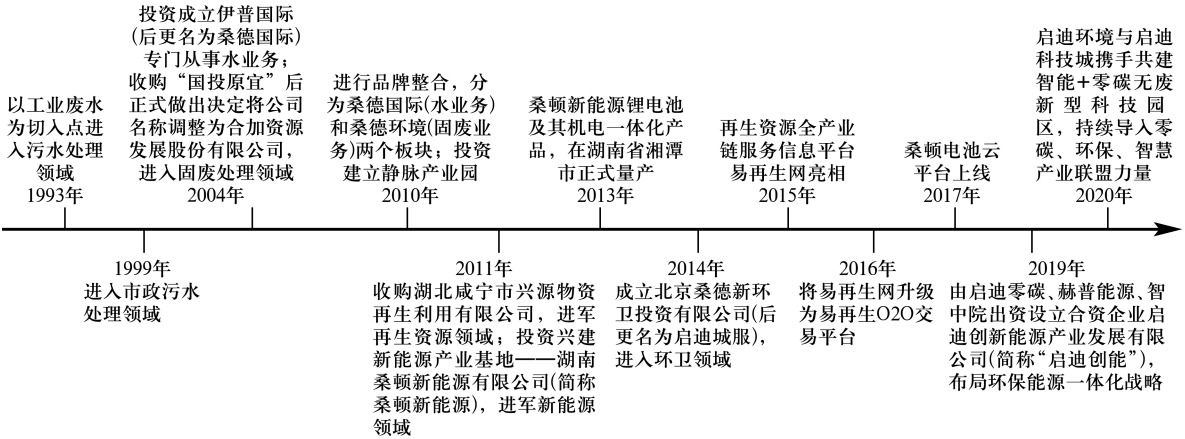 以工业废水
为切入点进
入污水处理
领域
1993年
投资成立伊普国际
(后更名为桑德国际)
专门从事水业务；
收购“国投原宜”后
正式做出决定将公司
名称调整为合加资源
发展股份有限公司，
进入固废处理领域
2004年
进行品牌整合，分
为桑德国际(水业务)
和桑德环境(固废业
务)两个板块；投资
建立静脉产业园
2010年
桑顿新能源锂电池
及其机电一体化产
品，在湖南省湘潭
市正式量产
2013年
再生资源全产业
链服务信息平台
易再生网亮相
2015年
桑顿电池云
平台上线
2017年
启迪环境与启迪
科技城携手共建
智能+零碳无废
新型科技园
区，持续导入零
碳、环保、智慧
产业联盟力量
2020年
1999年
进入市政污水
处理领域
2011年
收购湖北咸宁市兴源物资
再生利用有限公司，进军
再生资源领域；投资兴建
新能源产业基地——湖南
桑顿新能源有限公司(简称
桑顿新能源)，进军新能源
领域
2014年
成立北京桑德新环
卫投资有限公司(后
更名为启迪城服)，
进入环卫领域
2016年
将易再生网升级
为易再生O2O交
易平台
2019年
由启迪零碳、赫普能源、智
中院出资设立合资企业启
迪创新能源产业发展有限
公司(简称“启迪创能”)，
布局环保能源一体化战略